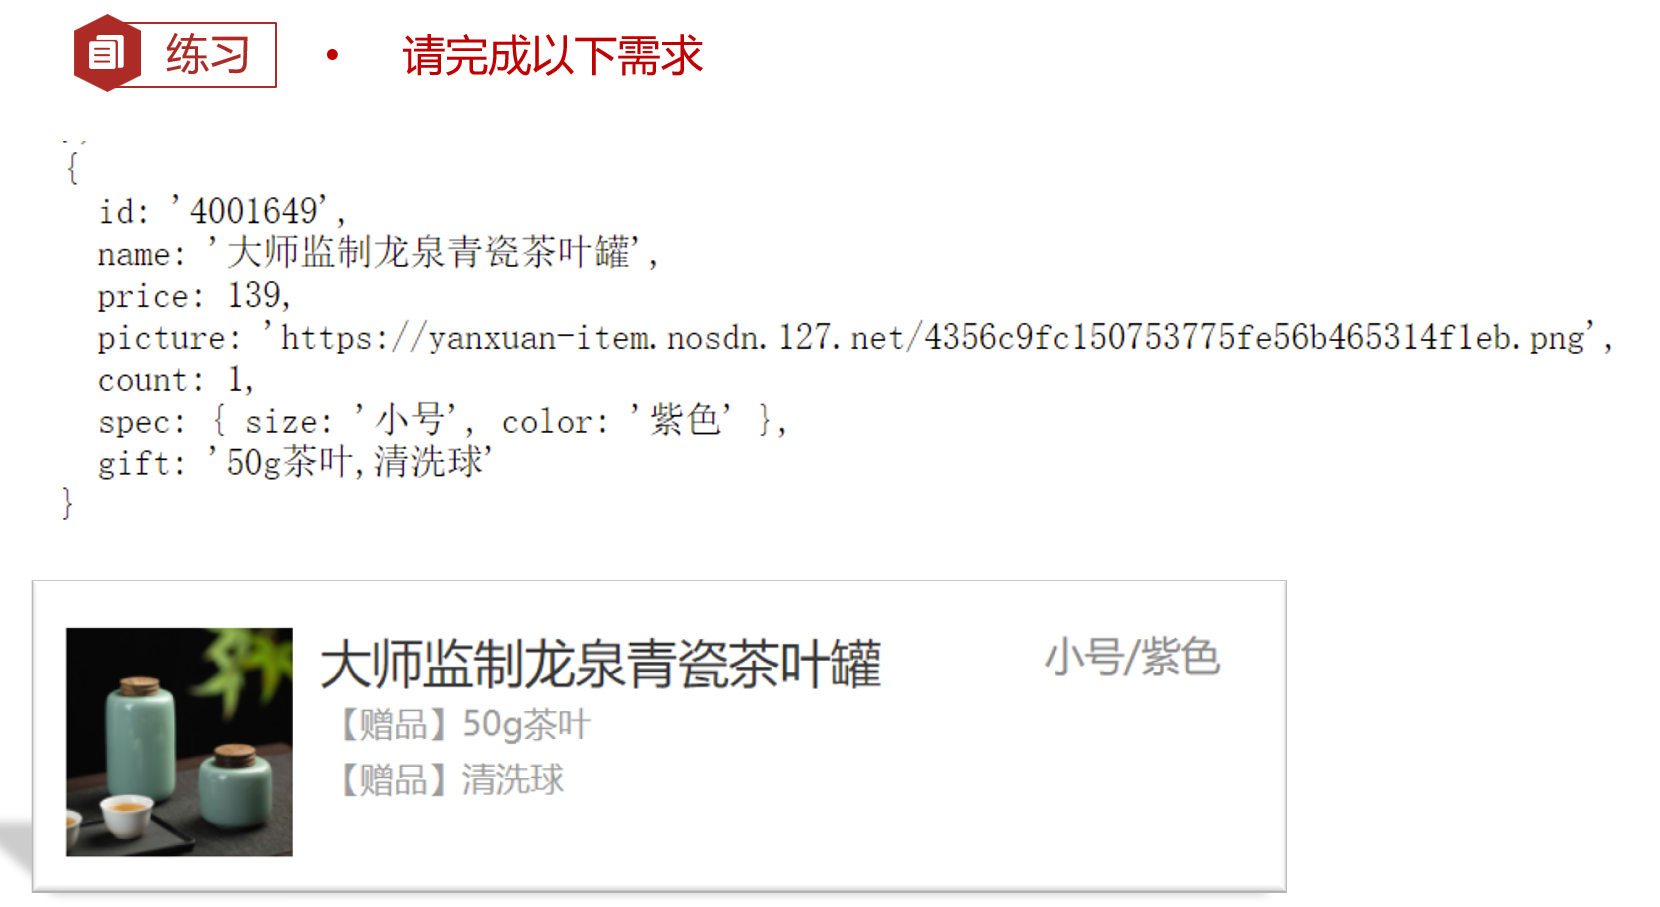 练习
• 请完成以下需求
{
id: '4001649',
name: '大师监制龙泉青瓷茶叶罐',
price: 139,
picture: 'https://yanxuan-item.nosdn.127.net/4356c9fc150753775fe56b465314f1eb.png',
count: 1,
spec: { size: '小号', color: '紫色' },
gift: '50g茶叶,清洗球'
}
大师监制龙泉青瓷茶叶罐 小号/紫色
【赠品】50g茶叶
【赠品】清洗球